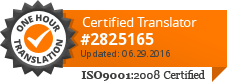 ONE HOUR
TRANSLATION
Certified Translator
#2825165
Updated: 06.29.2016
ISO9001:2008 Certified